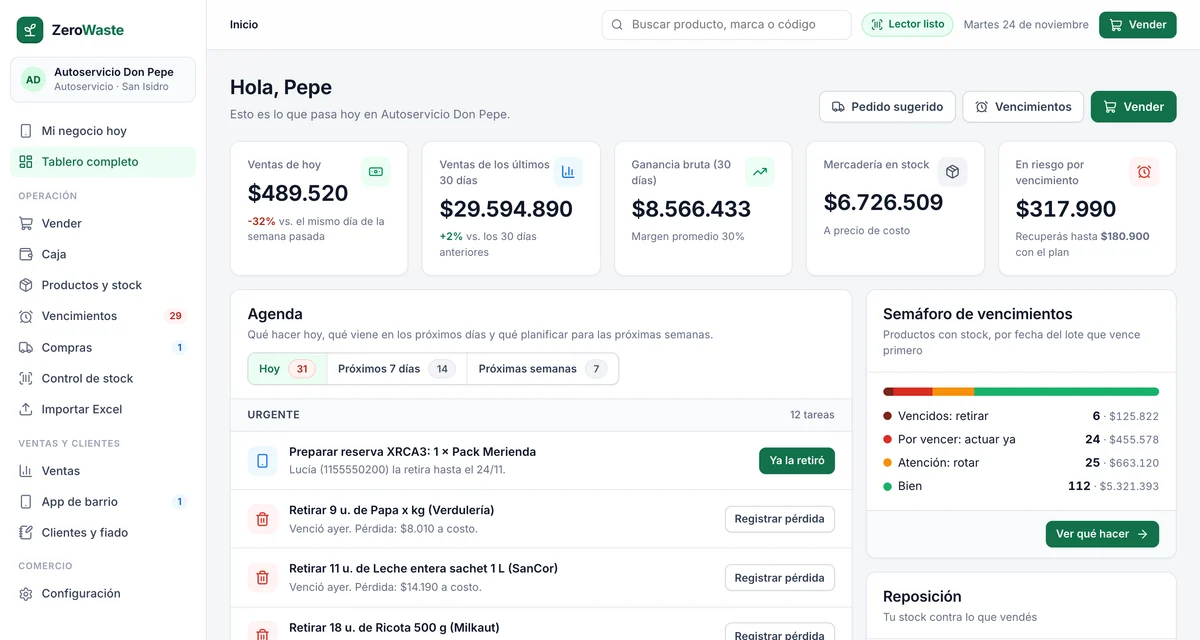 ZeroWaste
AD
Autoservicio Don Pepe
Autoservicio · San Isidro
Mi negocio hoy
Tablero completo
OPERACIÓN
Vender
Caja
Productos y stock
Vencimientos 29
Compras 1
Control de stock
Importar Excel
VENTAS Y CLIENTES
Ventas
App de barrio 1
Clientes y fiado
COMERCIO
Configuración
Inicio
Buscar producto, marca o código
Lector listo
Martes 24 de noviembre
Vender
Hola, Pepe
Esto es lo que pasa hoy en Autoservicio Don Pepe.
Pedido sugerido
Vencimientos
Vender
Ventas de hoy
$489.520
-32% vs. el mismo día de la
semana pasada
Ventas de los últimos
30 días
$29.594.890
+2% vs. los 30 días
anteriores
Ganancia bruta (30
días)
$8.566.433
Margen promedio 30%
Mercadería en stock
$6.726.509
A precio de costo
En riesgo por
vencimiento
$317.990
Recuperás hasta $180.900
con el plan
Agenda
Qué hacer hoy, qué viene en los próximos días y qué planificar para las próximas semanas.
Hoy 31
Próximos 7 días 14
Próximas semanas 7
URGENTE
12 tareas
Preparar reserva XRCA3: 1 × Pack Merienda
Lucía (1155550200) la retira hasta el 24/11.
Ya la retiró
Retirar 9 u. de Papa x kg (Verdulería)
Venció ayer. Pérdida: $8.010 a costo.
Registrar pérdida
Retirar 11 u. de Leche entera sachet 1 L (SanCor)
Venció ayer. Pérdida: $14.190 a costo.
Registrar pérdida
Retirar 18 u. de Ricota 500 g (Milkaut)
Registrar pérdida
Semáforo de vencimientos
Productos con stock, por fecha del lote que vence
primero
Vencidos: retirar 6 · $125.822
Por vencer: actuar ya 24 · $455.578
Atención: rotar 25 · $663.120
Bien 112 · $5.321.393
Ver qué hacer
Reposición
Tu stock contra lo que vendés